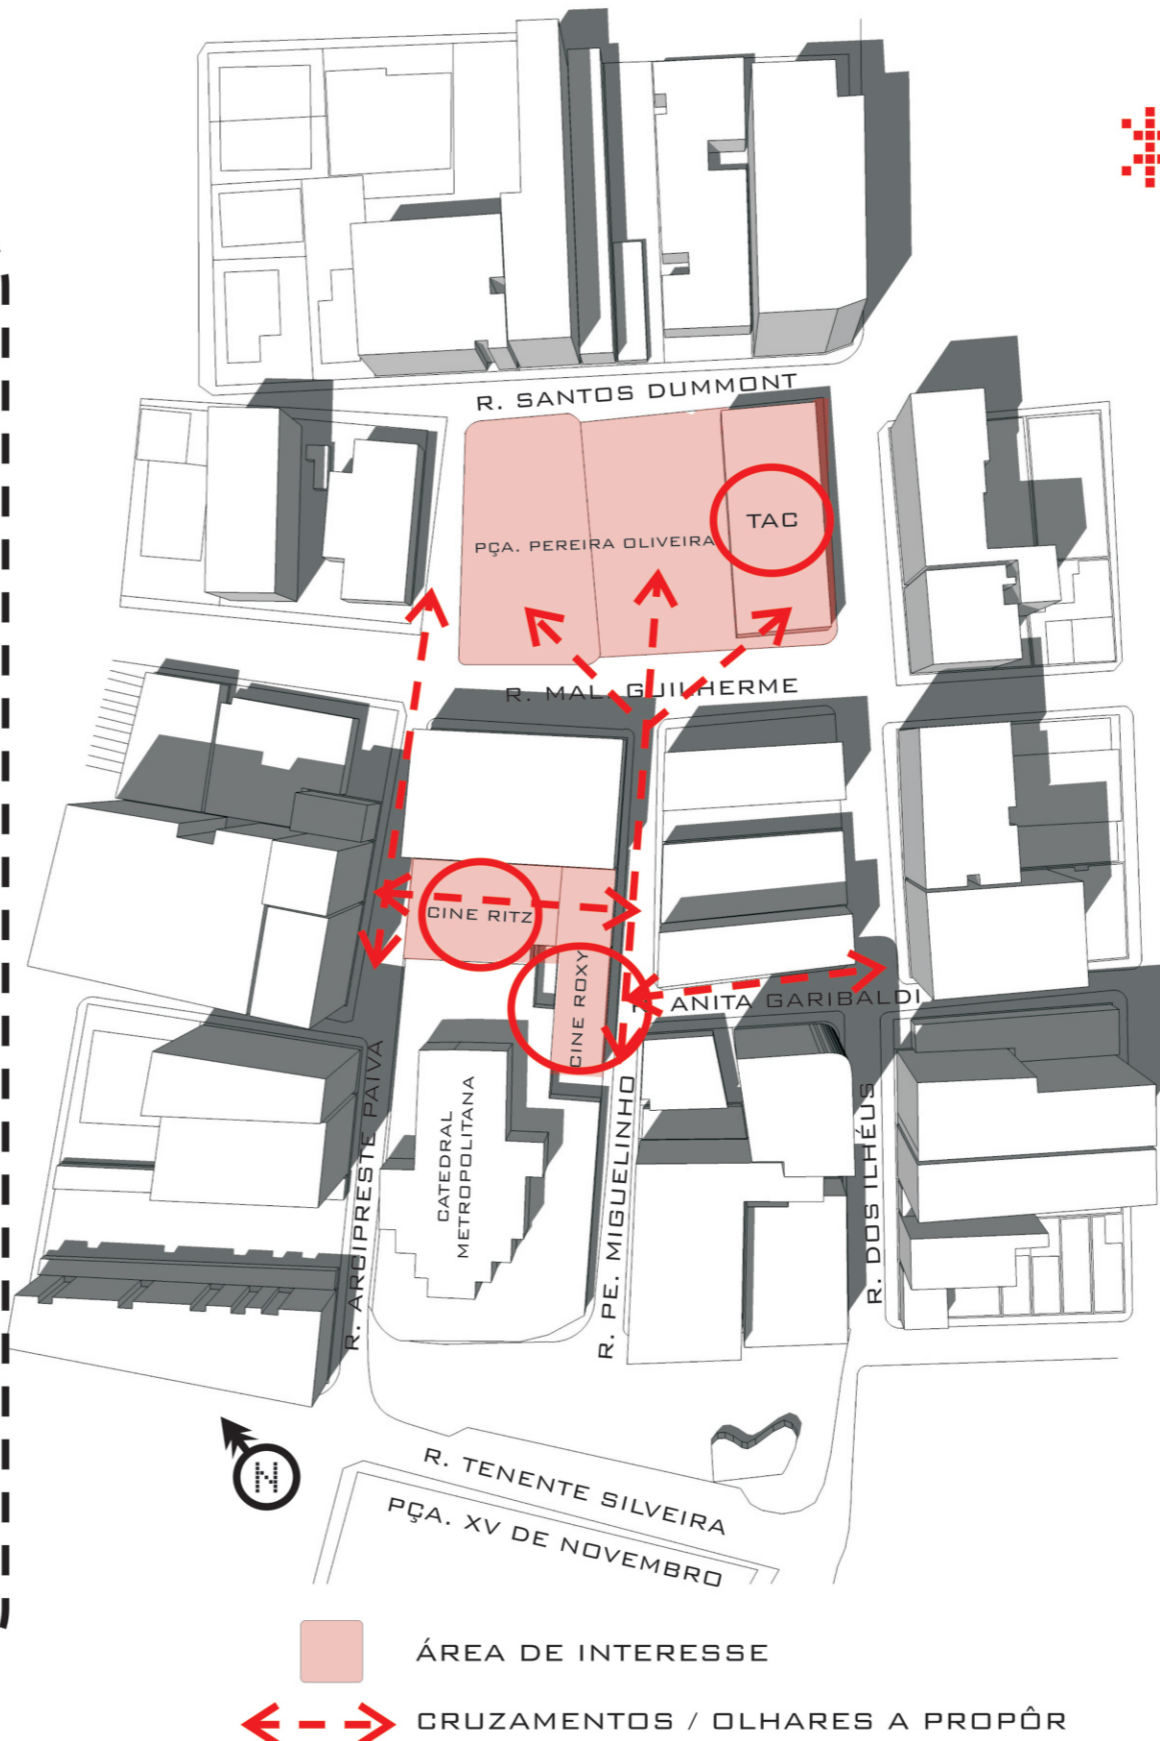 R. SANTOS DUMMONT
TAC
PÇA. PEREIRA OLIVEIRA
R. MAL. GUILHERME
CINE RITZ
CINE ROXY
R. ANITA GARIBALDI
CATEDRAL
METROPOLITANA
R. ARCIPRESTE PAIVA
R. PE. MIGUELINHO
R. DOS ILHÉUS
N
R. TENENTE SILVEIRA
PÇA. XV DE NOVEMBRO
ÁREA DE INTERESSE
CRUZAMENTOS / OLHARES A PROPÔR